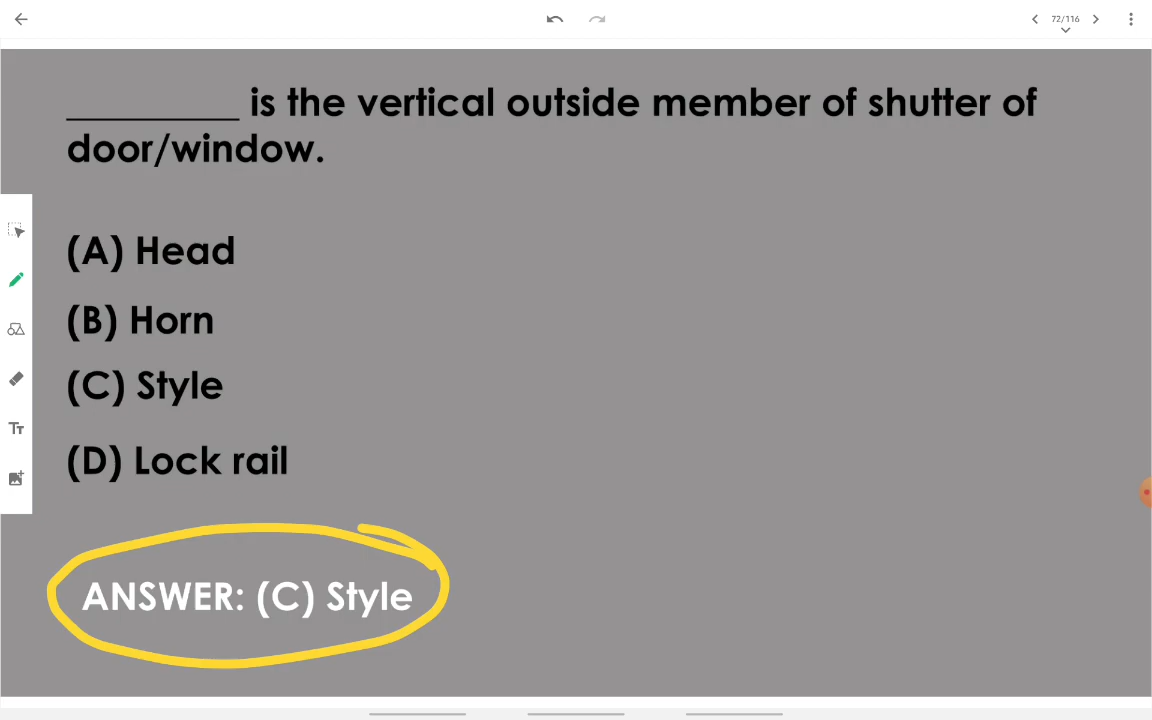 72/116
_________ is the vertical outside member of shutter of
door/window.
(A) Head
(B) Horn
(C) Style
(D) Lock rail
ANSWER: (C) Style
Tт